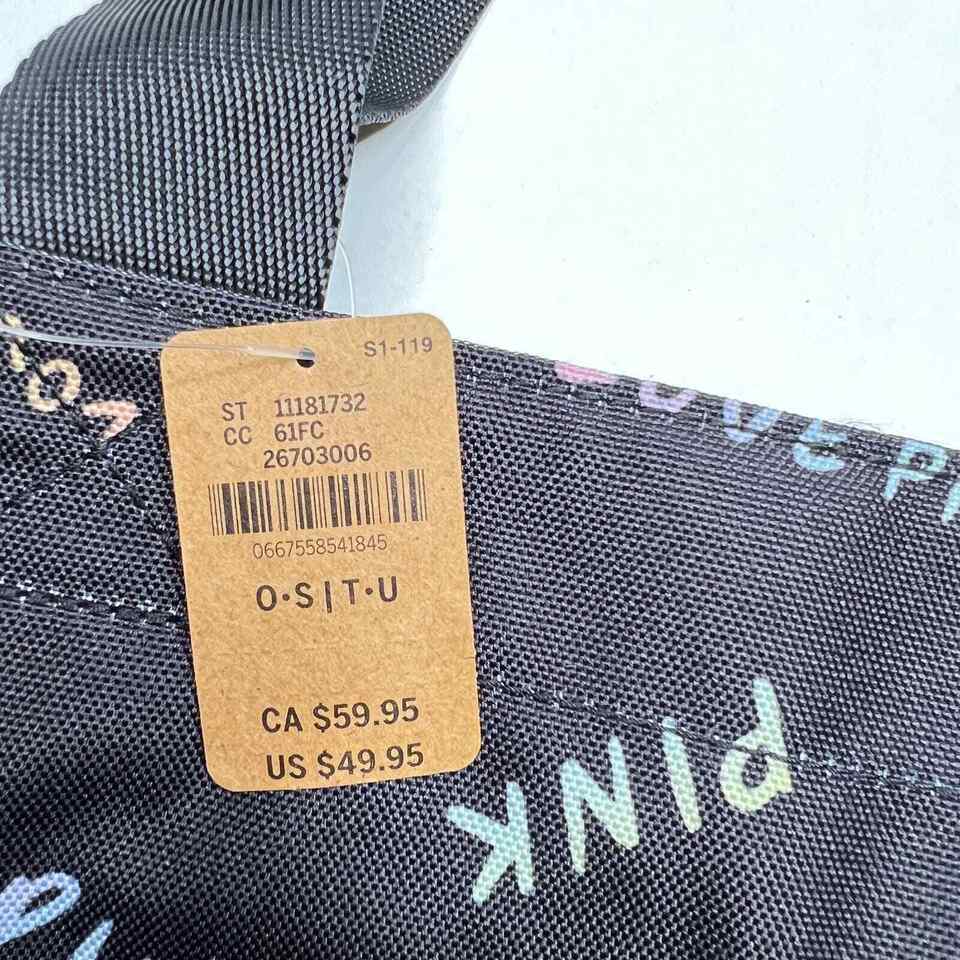 S1-119
ST 11181732
CC 61FC
26703006
0667558541845
O·S | T·U
CA $59.95
US $49.95
PINK